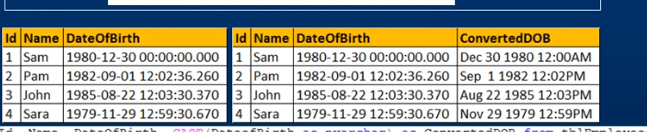 Id Name DateOfBirth
1 Sam 1980-12-30 00:00:00.000
2 Pam 1982-09-01 12:02:36.260
3 John 1985-08-22 12:03:30.370
4 Sara 1979-11-29 12:59:30.670
Id Name DateOfBirth ConvertedDOB
1 Sam 1980-12-30 00:00:00.000 Dec 30 1980 12:00AM
2 Pam 1982-09-01 12:02:36.260 Sep 1 1982 12:02PM
3 John 1985-08-22 12:03:30.370 Aug 22 1985 12:03PM
4 Sara 1979-11-29 12:59:30.670 Nov 29 1979 12:59PM
Id, Name, DateOfBirth, CAST(DateofBirth as nvarchar) as ConvertedDOB from tblEmployee